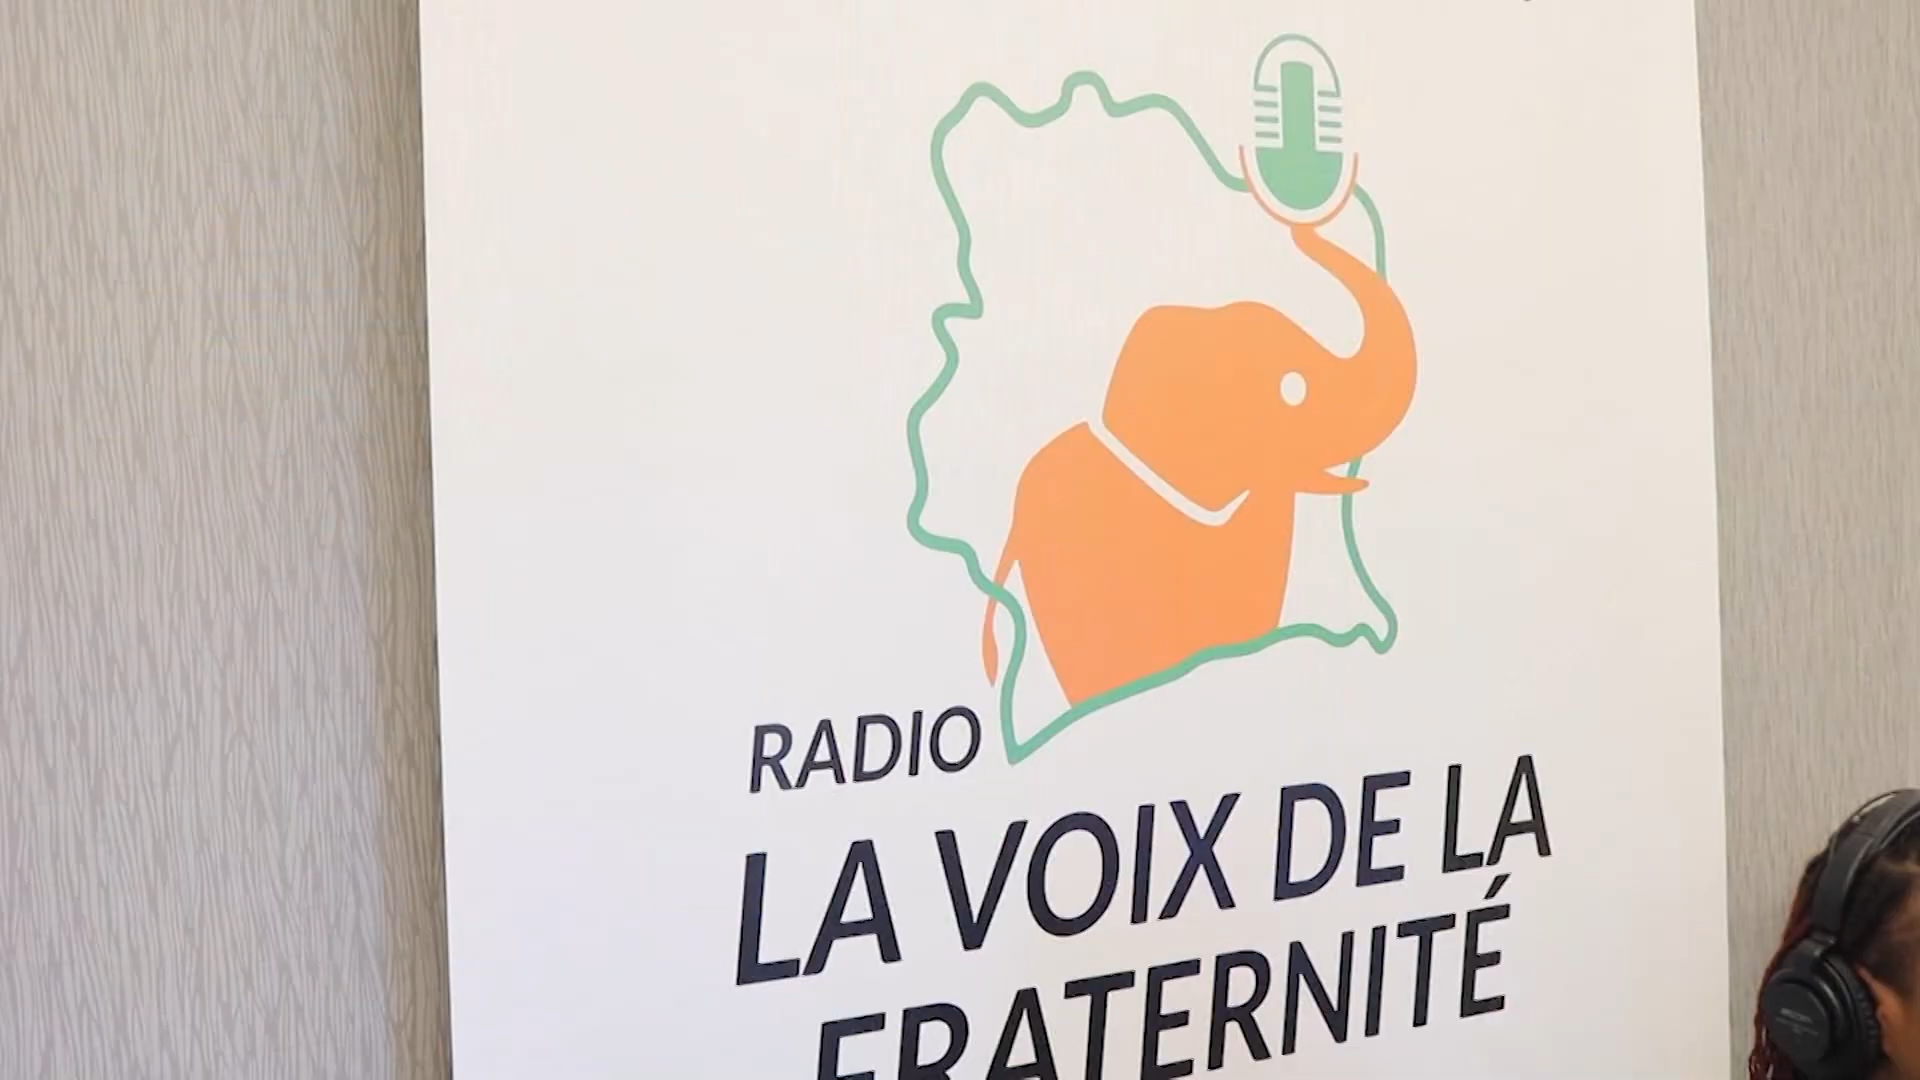 RADIO
LA VOIX DE LA
FRATERNITÉ